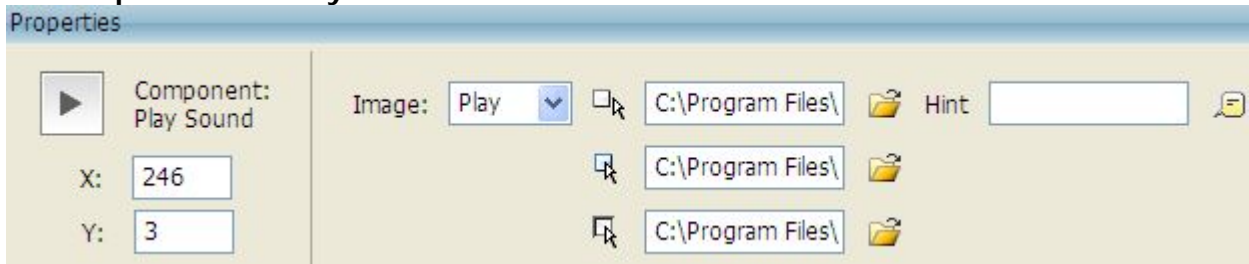 Properties
Component:
Play Sound
Image: Play C:\Program Files\ Hint
X: 246
C:\Program Files\
Y: 3
C:\Program Files\